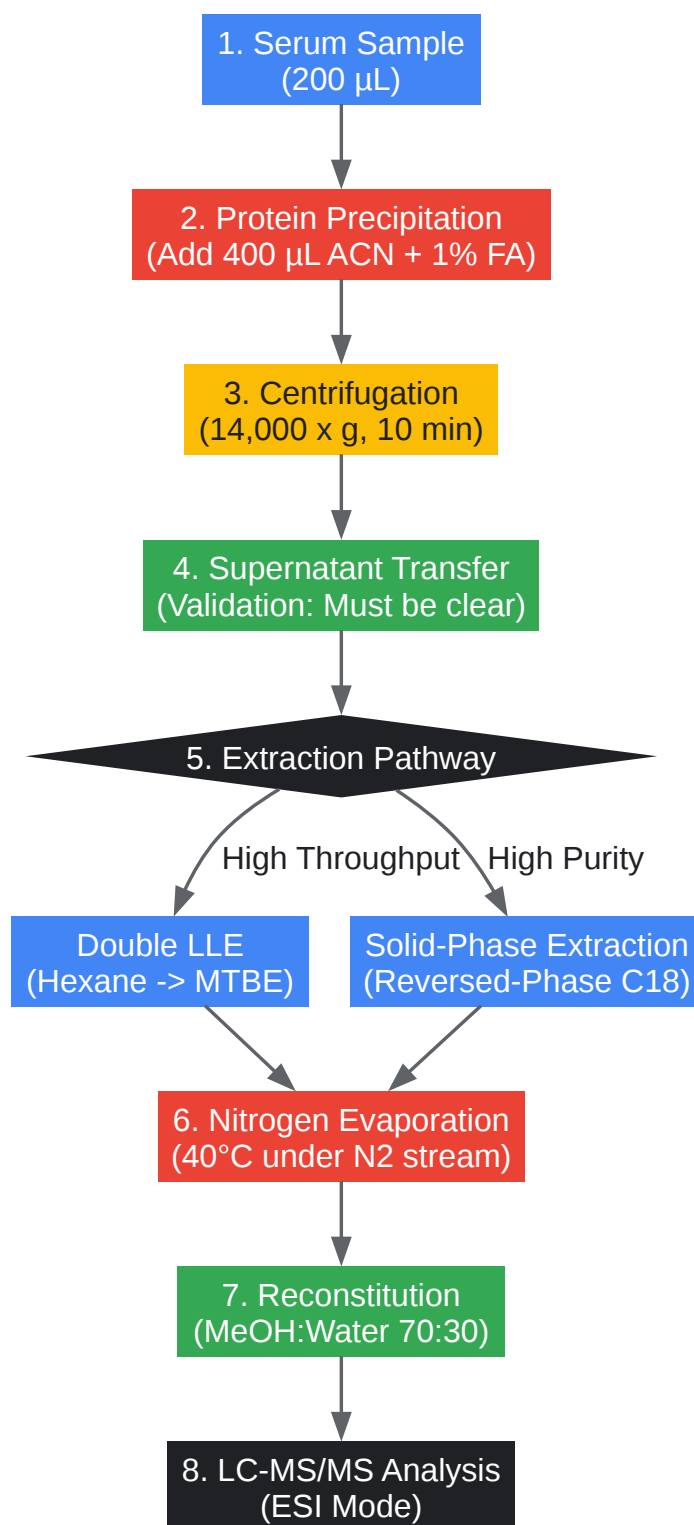 1. Serum Sample
(200 µL)
2. Protein Precipitation
(Add 400 µL ACN + 1% FA)
3. Centrifugation
(14,000 x g, 10 min)
4. Supernatant Transfer
(Validation: Must be clear)
5. Extraction Pathway
High Throughput
High Purity
Double LLE
(Hexane -> MTBE)
Solid-Phase Extraction
(Reversed-Phase C18)
6. Nitrogen Evaporation
(40°C under N2 stream)
7. Reconstitution
(MeOH:Water 70:30)
8. LC-MS/MS Analysis
(ESI Mode)